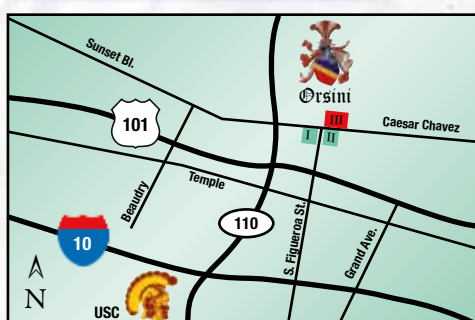 Sunset Bl.
Orsini
101
III
Caesar Chavez
I
II
Beaudry
Temple
110
S. Figueroa St.
Grand Ave.
10
N
USC